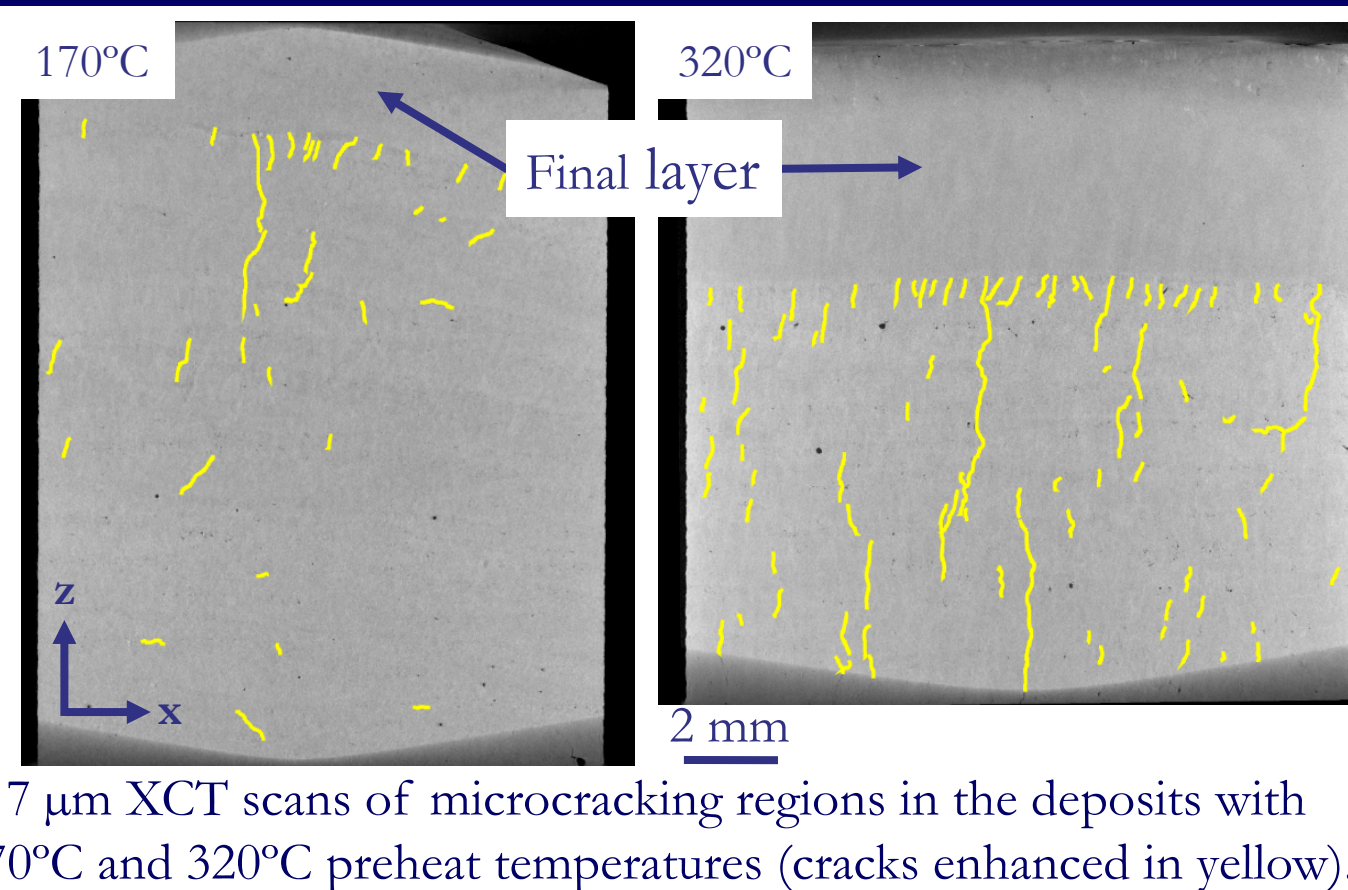 170ºC
320ºC
Final layer
z
x
2 mm
7 μm XCT scans of microcracking regions in the deposits with
70ºC and 320ºC preheat temperatures (cracks enhanced in yellow).